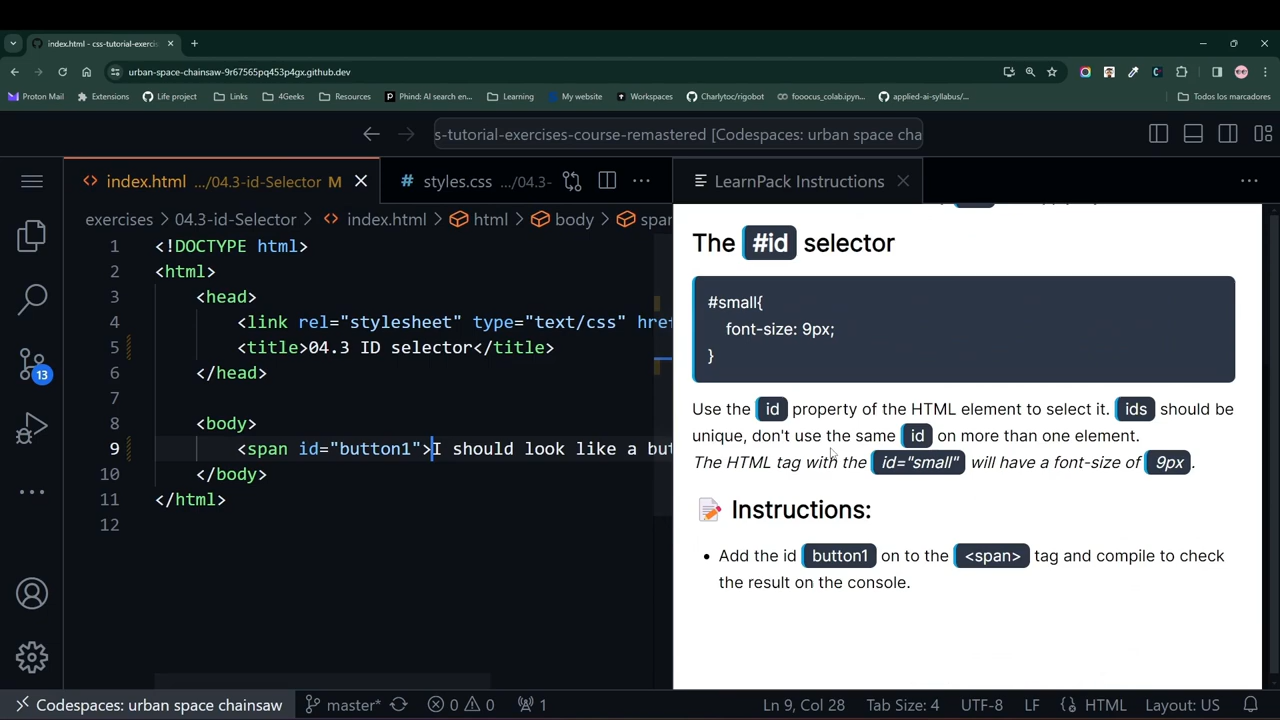 index.html - css-tutorial-exercis
urban-space-chainsaw-9r67565pq453p4gx.github.dev
Proton Mail Extensions Life project Links 4Geeks Resources Phind: AI search en... Learning My website Workspaces Charlytoc/rigobot fooocus_colab.ipyn... applied-ai-syllabus/... Todos los marcadores
s-tutorial-exercises-course-remastered [Codespaces: urban space cha
index.html .../04.3-id-Selector M
# styles.css .../04.3-
LearnPack Instructions
exercises > 04.3-id-Selector > index.html > html > body > spar
1 <!DOCTYPE html>
2 <html>
3 <head>
4 <link rel="stylesheet" type="text/css" href
5 <title>04.3 ID selector</title>
6 </head>
7
8 <body>
9 <span id="button1">I should look like a but
10 </body>
11 </html>
12
The #id selector
#small{
font-size: 9px;
}
Use the id property of the HTML element to select it. ids should be
unique, don't use the same id on more than one element.
The HTML tag with the id="small" will have a font-size of 9px.
Instructions:
• Add the id button1 on to the <span> tag and compile to check
the result on the console.
13
Codespaces: urban space chainsaw master* 0 0 1 Ln 9, Col 28 Tab Size: 4 UTF-8 LF HTML Layout: US